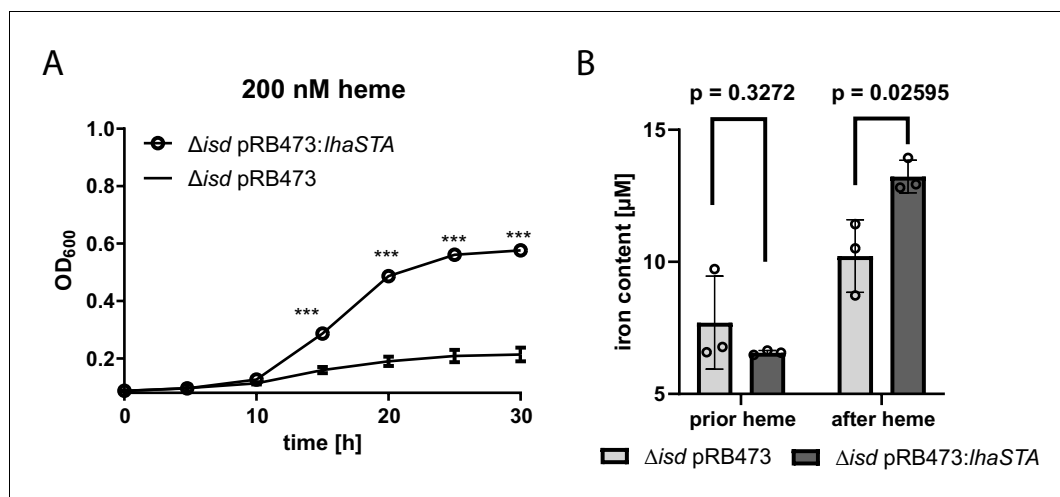 A
200 nM heme
Δisd pRB473:lhaSTA
Δisd pRB473
OD600
1.0
0.8
0.6
0.4
0.2
***
***
***
***
0
10
20
30
time [h]
B
p = 0.3272
p = 0.02595
iron content [µM]
15
10
5
prior heme
after heme
Δisd pRB473
Δisd pRB473:lhaSTA